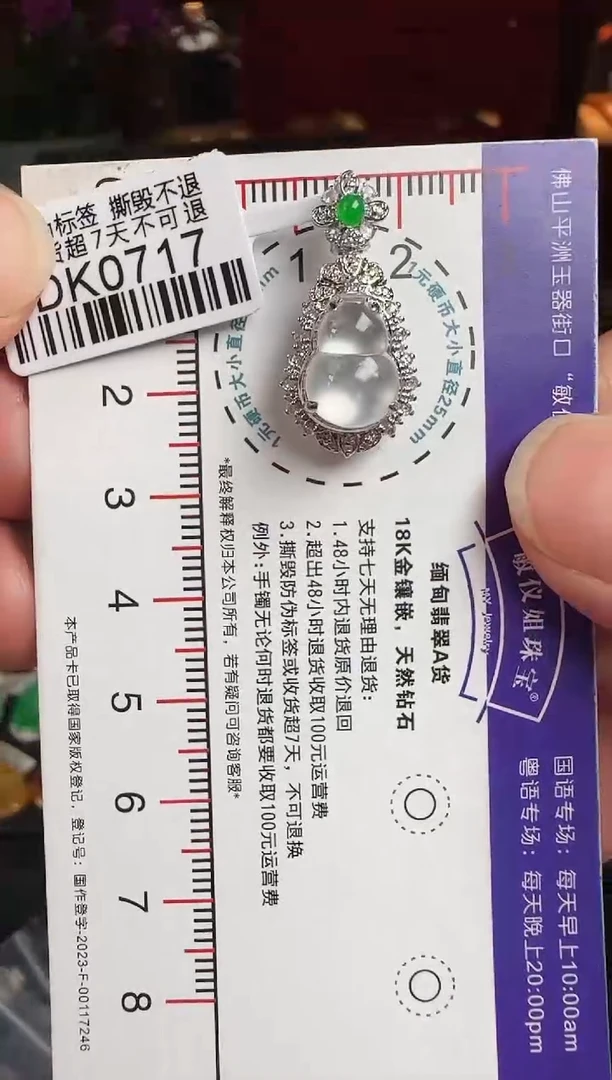 标签 撕毁不退
超7天不可退
DK0717
1
2
1元硬币大小直径25mm
1元硬币大小直径25mm
2
3
4
5
6
7
8
缅甸翡翠A货
18K金镶嵌，天然钻石
支持七天无理由退货：
1.48小时内退货原价退回
2.超出48小时退货收取100元运营费
3.撕毁防伪标签或收货超7天，不可退换
例外:手镯无论何时退货都要收取100元运营费
*最终解释权归本公司所有，若有疑问可咨询客服*
本产品卡已取得国家版权登记，登记号：国作登字-2023-F-00117246
佛山平洲玉器街口 “敏仪
敏仪姐珠宝®
MY Jewelry
国语专场：每天早上10:00am
粤语专场：每天晚上20:00pm